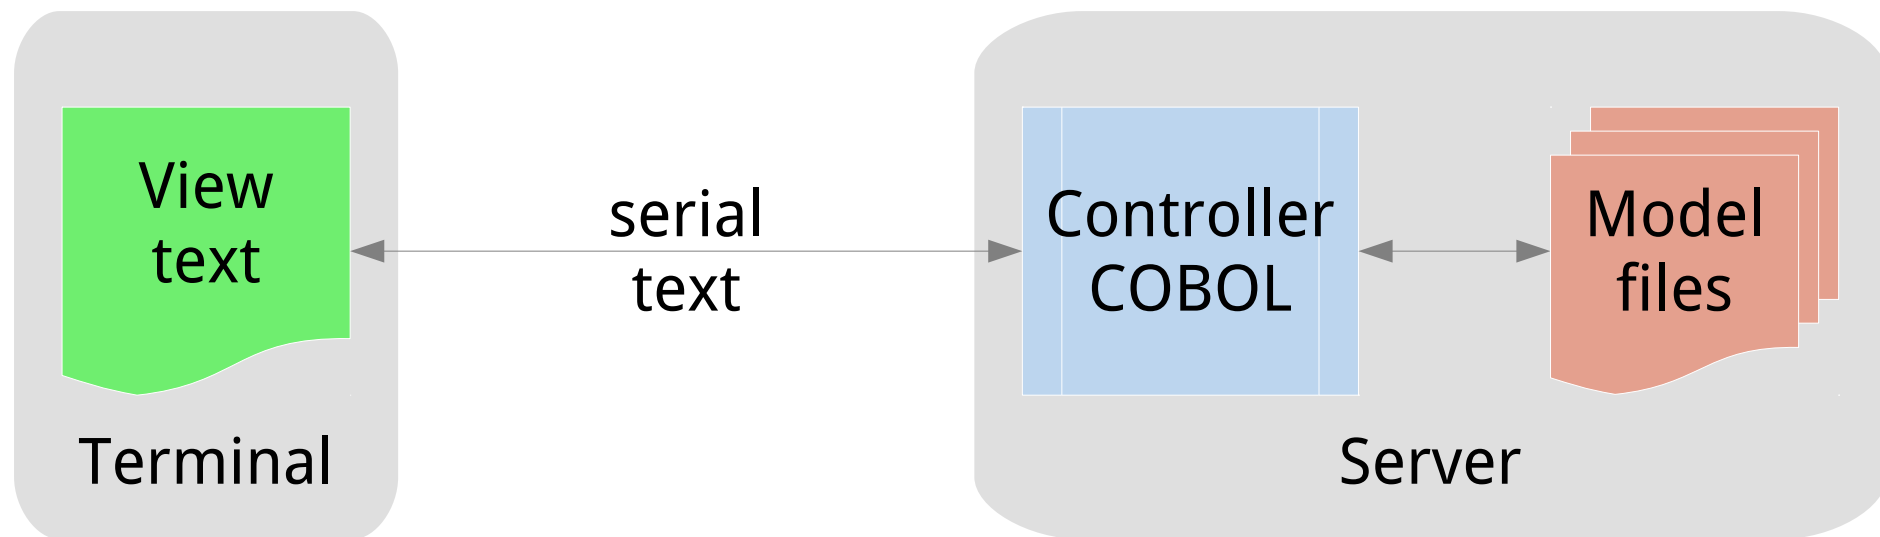 View
text
Terminal
serial
text
Controller
COBOL
Model
files
Server